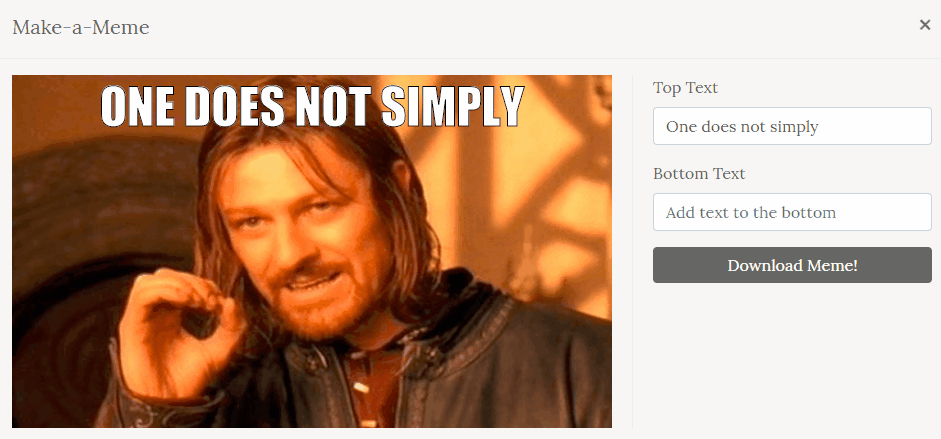 Make-a-Meme
×
ONE DOES NOT SIMPLY
Top Text
One does not simply
Bottom Text
Add text to the bottom
Download Meme!